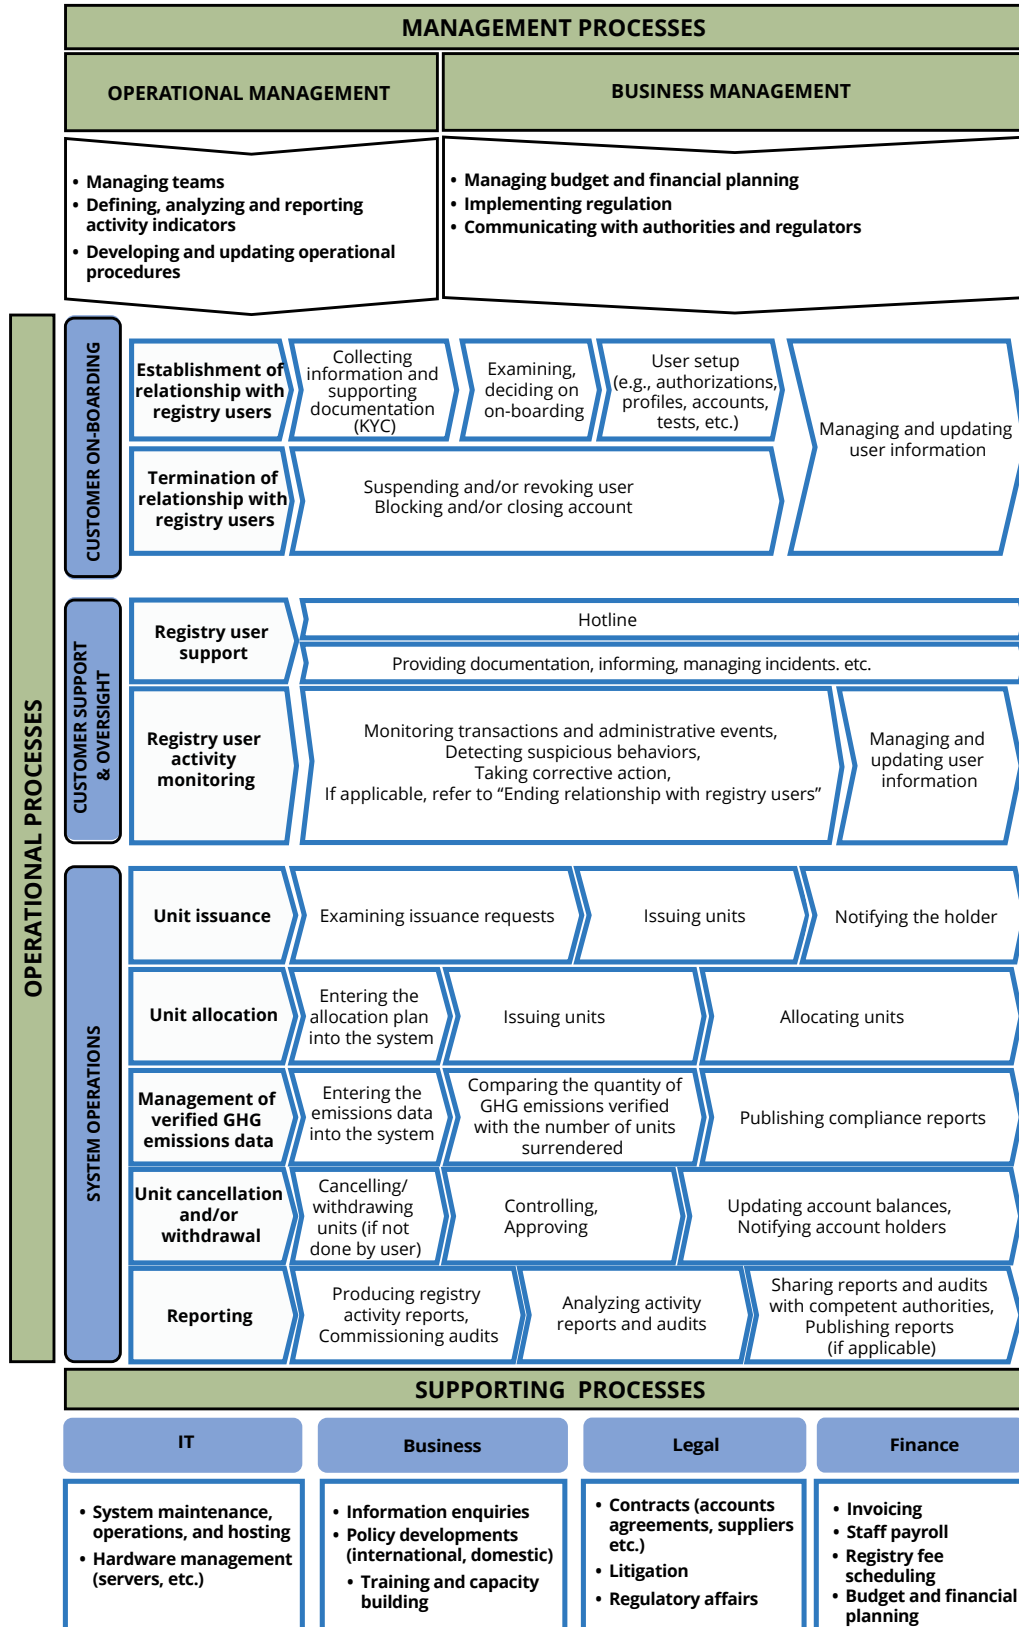 MANAGEMENT PROCESSES
OPERATIONAL MANAGEMENT
BUSINESS MANAGEMENT
• Managing teams
• Defining, analyzing and reporting
activity indicators
• Developing and updating operational
procedures
• Managing budget and financial planning
• Implementing regulation
• Communicating with authorities and regulators
OPERATIONAL PROCESSES
CUSTOMER ON-BOARDING
Establishment of
relationship with
registry users
Collecting
information and
supporting
documentation
(KYC)
Examining,
deciding on
on-boarding
User setup
(e.g., authorizations,
profiles, accounts,
tests, etc.)
Managing and updating
user information
Termination of
relationship with
registry users
Suspending and/or revoking user
Blocking and/or closing account
CUSTOMER SUPPORT
& OVERSIGHT
Registry user
support
Hotline
Providing documentation, informing, managing incidents. etc.
Registry user
activity
monitoring
Monitoring transactions and administrative events,
Detecting suspicious behaviors,
Taking corrective action,
If applicable, refer to “Ending relationship with registry users”
Managing and
updating user
information
SYSTEM OPERATIONS
Unit issuance
Examining issuance requests
Issuing units
Notifying the holder
Unit allocation
Entering the
allocation plan
into the system
Issuing units
Allocating units
Management of
verified GHG
emissions data
Entering the
emissions data
into the system
Comparing the quantity of
GHG emissions verified
with the number of units
surrendered
Publishing compliance reports
Unit cancellation
and/or
withdrawal
Cancelling/
withdrawing
units (if not
done by user)
Controlling,
Approving
Updating account balances,
Notifying account holders
Reporting
Producing registry
activity reports,
Commissioning audits
Analyzing activity
reports and audits
Sharing reports and audits
with competent authorities,
Publishing reports
(if applicable)
SUPPORTING PROCESSES
IT
Business
Legal
Finance
• System maintenance,
operations, and hosting
• Hardware management
(servers, etc.)
• Information enquiries
• Policy developments
(international, domestic)
• Training and capacity
building
• Contracts (accounts
agreements, suppliers
etc.)
• Litigation
• Regulatory affairs
• Invoicing
• Staff payroll
• Registry fee
scheduling
• Budget and financial
planning